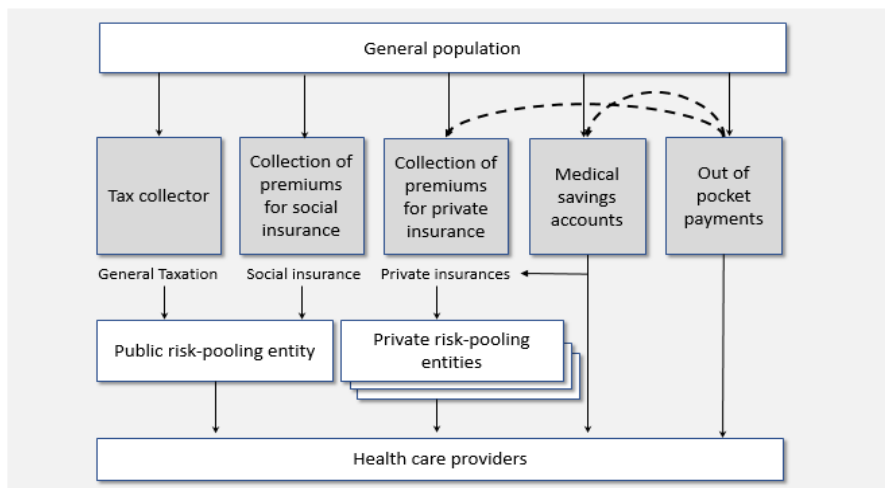 General population
Tax collector
Collection of
premiums
for social
insurance
Collection of
premiums
for private
insurance
Medical
savings
accounts
Out of
pocket
payments
General Taxation
Social insurance
Private insurances
Public risk-pooling entity
Private risk-pooling
entities
Health care providers